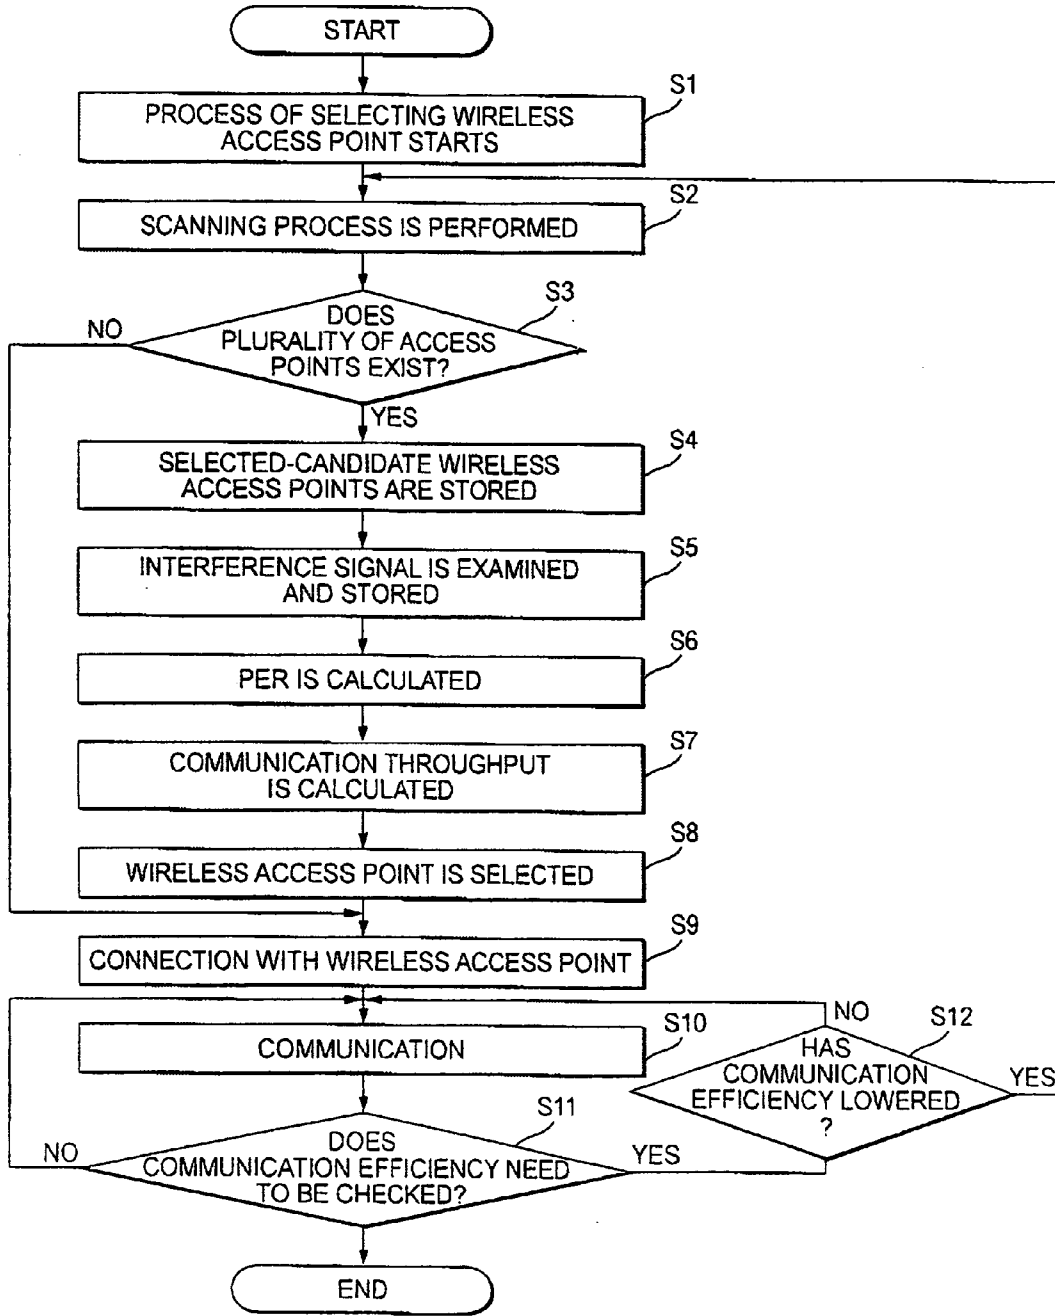 START
S1
PROCESS OF SELECTING WIRELESS
ACCESS POINT STARTS
S2
SCANNING PROCESS IS PERFORMED
S3
NO
DOES
PLURALITY OF ACCESS
POINTS EXIST?
YES
S4
SELECTED-CANDIDATE WIRELESS
ACCESS POINTS ARE STORED
S5
INTERFERENCE SIGNAL IS EXAMINED
AND STORED
S6
PER IS CALCULATED
S7
COMMUNICATION THROUGHPUT
IS CALCULATED
S8
WIRELESS ACCESS POINT IS SELECTED
S9
CONNECTION WITH WIRELESS ACCESS POINT
S10
COMMUNICATION
NO
S12
HAS
COMMUNICATION
EFFICIENCY LOWERED
?
YES
S11
NO
DOES
COMMUNICATION EFFICIENCY NEED
TO BE CHECKED?
YES
END